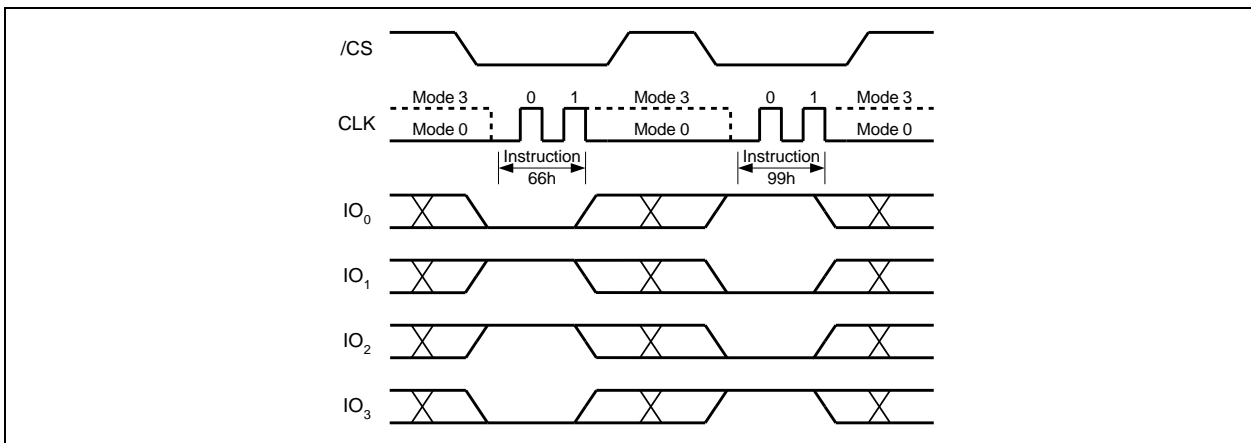 /CS
Mode 3 0 1 Mode 3 0 1 Mode 3
CLK
Mode 0 Mode 0 Mode 0
Instruction Instruction
66h 99h
IO0
IO1
IO2
IO3